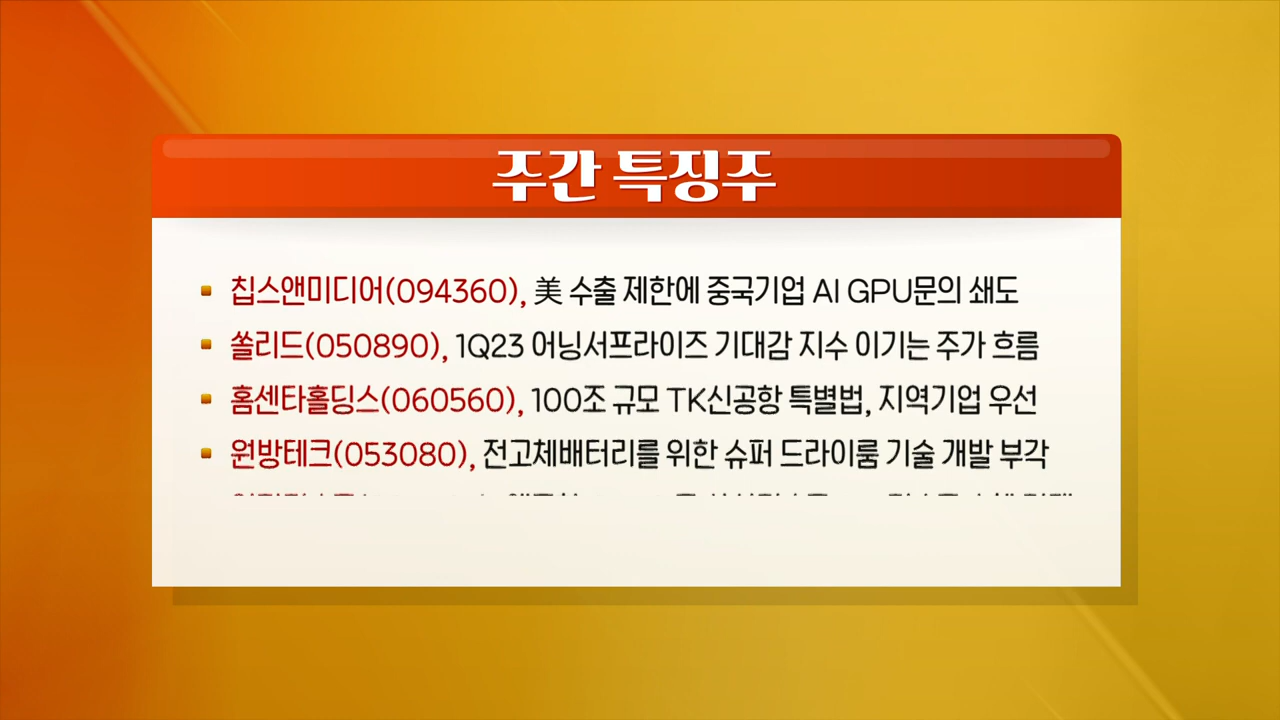 주간 특징주
칩스앤미디어(094360), 美 수출 제한에 중국기업 AI GPU문의 쇄도
쏠리드(050890), 1Q23 어닝서프라이즈 기대감 지수 이기는 주가 흐름
홈센타홀딩스(060560), 100조 규모 TK신공항 특별법, 지역기업 우선
원방테크(053080), 전고체배터리를 위한 슈퍼 드라이룸 기술 개발 부각